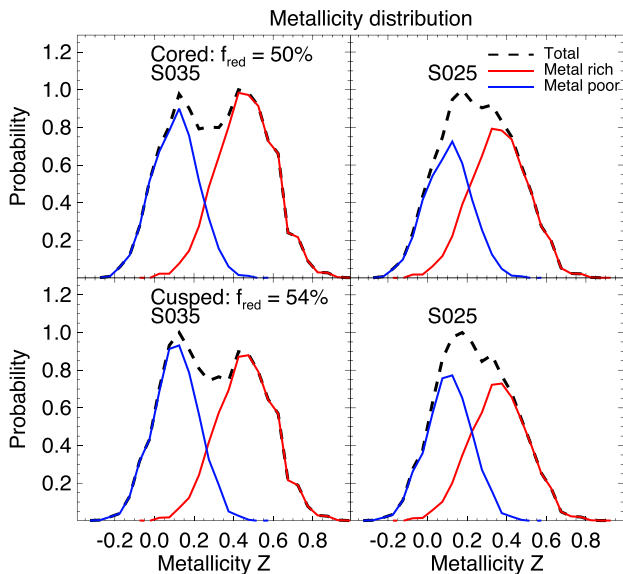 Metallicity distribution
Cored: f_red = 50%
S035
S025
Total
Metal rich
Metal poor
1.2
1.0
0.8
0.6
0.4
0.2
Probability
Cusped: f_red = 54%
S035
S025
1.2
1.0
0.8
0.6
0.4
0.2
Probability
-0.2 0.0 0.2 0.4 0.6 0.8
-0.2 0.0 0.2 0.4 0.6 0.8
Metallicity Z
Metallicity Z